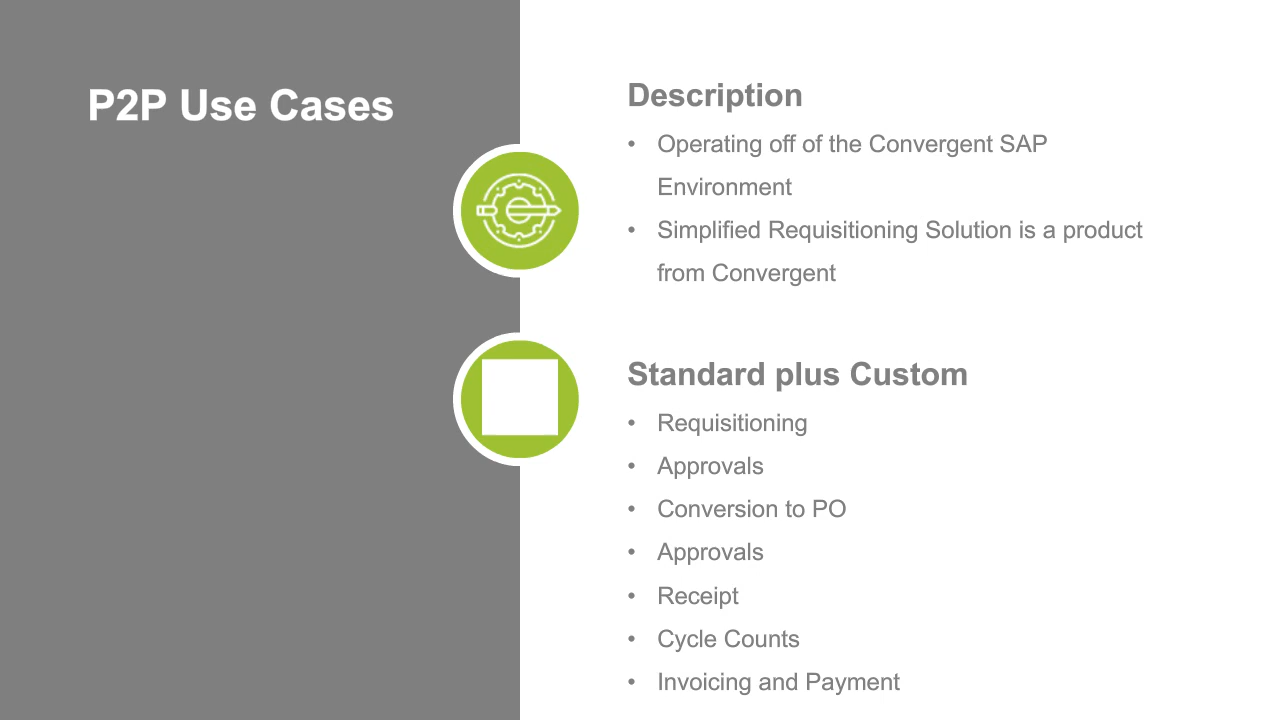 P2P Use Cases
Description
• Operating off of the Convergent SAP
Environment
• Simplified Requisitioning Solution is a product
from Convergent
Standard plus Custom
• Requisitioning
• Approvals
• Conversion to PO
• Approvals
• Receipt
• Cycle Counts
• Invoicing and Payment